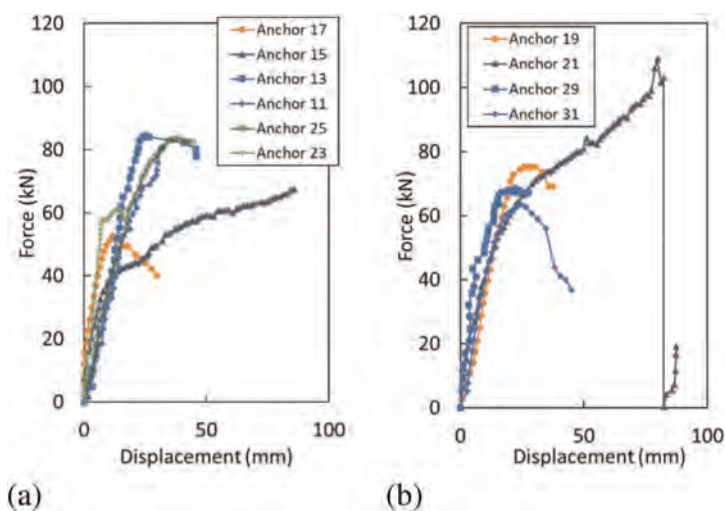 120
100
80
60
40
20
0
Force (kN)
0
50
100
Displacement (mm)
Anchor 17
Anchor 15
Anchor 13
Anchor 11
Anchor 25
Anchor 23
(a)
120
100
80
60
40
20
0
Force (kN)
0
50
100
Displacement (mm)
Anchor 19
Anchor 21
Anchor 29
Anchor 31
(b)